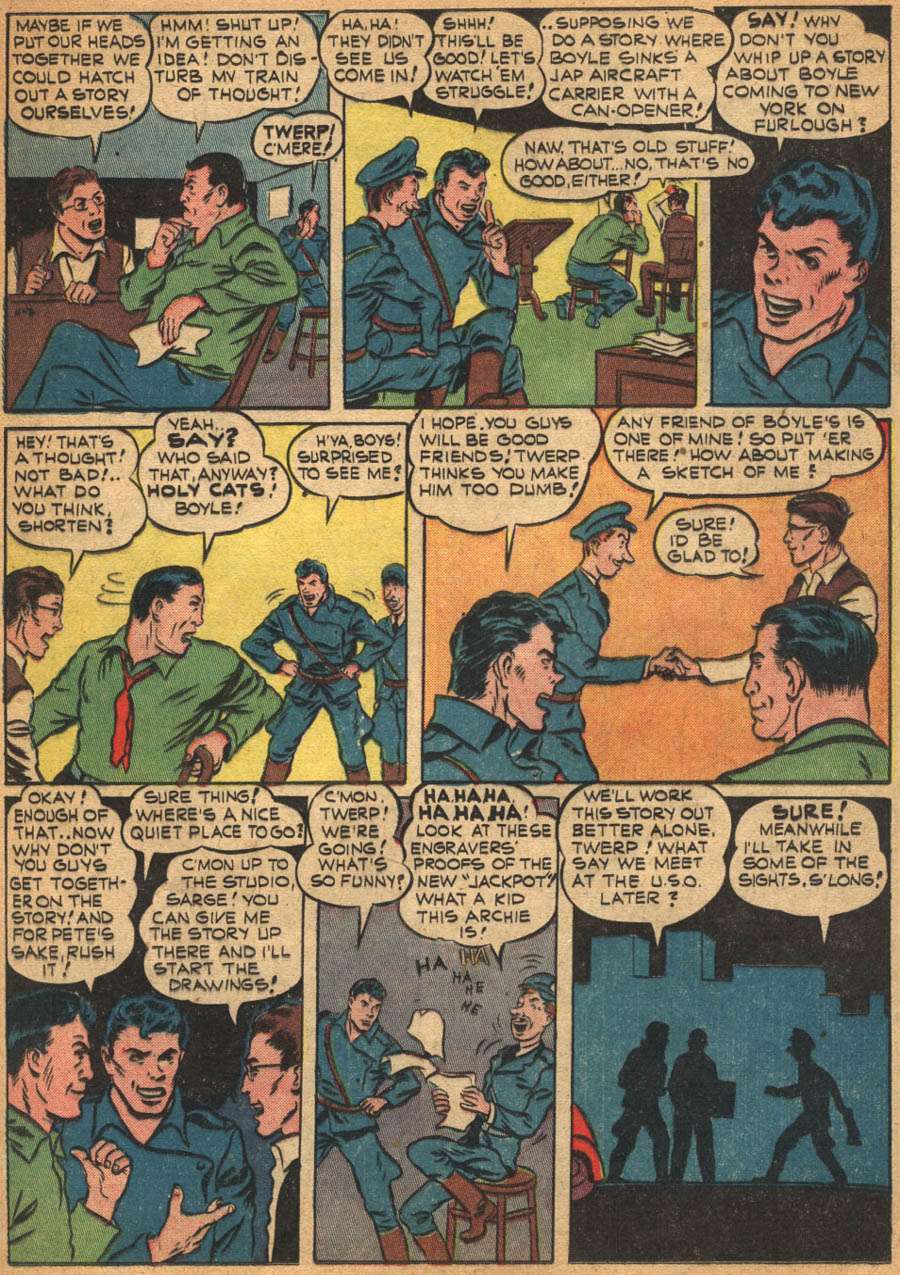 MAYBE IF WE
PUT OUR HEADS
TOGETHER WE
COULD HATCH
OUT A STORY
OURSELVES!
HMM! SHUT UP!
I'M GETTING AN
IDEA! DON'T DIS-
TURB MY TRAIN
OF THOUGHT!
TWERP!
C'MERE!
HA, HA!
THEY DIDN'T
SEE US
COME IN!
SHHH!
THIS'LL BE
GOOD! LET'S
WATCH 'EM
STRUGGLE!
..SUPPOSING WE
DO A STORY WHERE
BOYLE SINKS A
JAP AIRCRAFT
CARRIER WITH A
CAN-OPENER!
NAW, THAT'S OLD STUFF!
HOW ABOUT...NO, THAT'S NO
GOOD, EITHER!
SAY! WHY
DON'T YOU
WHIP UP A STORY
ABOUT BOYLE
COMING TO NEW
YORK ON
FURLOUGH?
HEY! THAT'S
A THOUGHT!
NOT BAD!..
WHAT DO
YOU THINK,
SHORTEN?
YEAH..
SAY?
WHO SAID
THAT, ANYWAY?
HOLY CATS!
BOYLE!
H'YA, BOYS!
SURPRISED
TO SEE ME?
I HOPE, YOU GUYS
WILL BE GOOD
FRIENDS! TWERP
THINKS YOU MAKE
HIM TOO DUMB!
ANY FRIEND OF BOYLE'S IS
ONE OF MINE! SO PUT 'ER
THERE! HOW ABOUT MAKING
A SKETCH OF ME?
SURE!
I'D BE
GLAD TO!
OKAY!
ENOUGH OF
THAT..NOW
WHY DON'T
YOU GUYS
GET TOGETH-
ER ON THE
STORY! AND
FOR PETE'S
SAKE, RUSH
IT!
SURE THING!
WHERE'S A NICE
QUIET PLACE TO GO?
C'MON UP TO
THE STUDIO,
SARGE! YOU
CAN GIVE ME
THE STORY UP
THERE AND I'LL
START THE
DRAWINGS!
C'MON,
TWERP!
WE'RE
GOING!
WHAT'S
SO FUNNY?
HA HA HA
HA HA HA!
LOOK AT THESE
ENGRAVERS'
PROOFS OF THE
NEW "JACKPOT"!
WHAT A KID
THIS ARCHIE
IS!
HA HA
HA
HE
HE
WE'LL WORK
THIS STORY OUT
BETTER ALONE,
TWERP! WHAT
SAY WE MEET
AT THE U.S.O.
LATER?
SURE!
MEANWHILE
I'LL TAKE IN
SOME OF THE
SIGHTS, S'LONG!